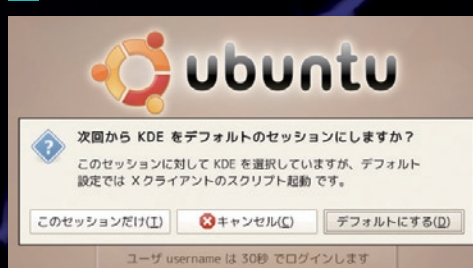 ubuntu
次回から KDE をデフォルトのセッションにしますか？
このセッションに対して KDE を選択していますが、デフォルト
設定では Xクライアントのスクリプト起動 です。
このセッションだけ(T) キャンセル(C) デフォルトにする(D)
ユーザ username は 30秒 でログインします